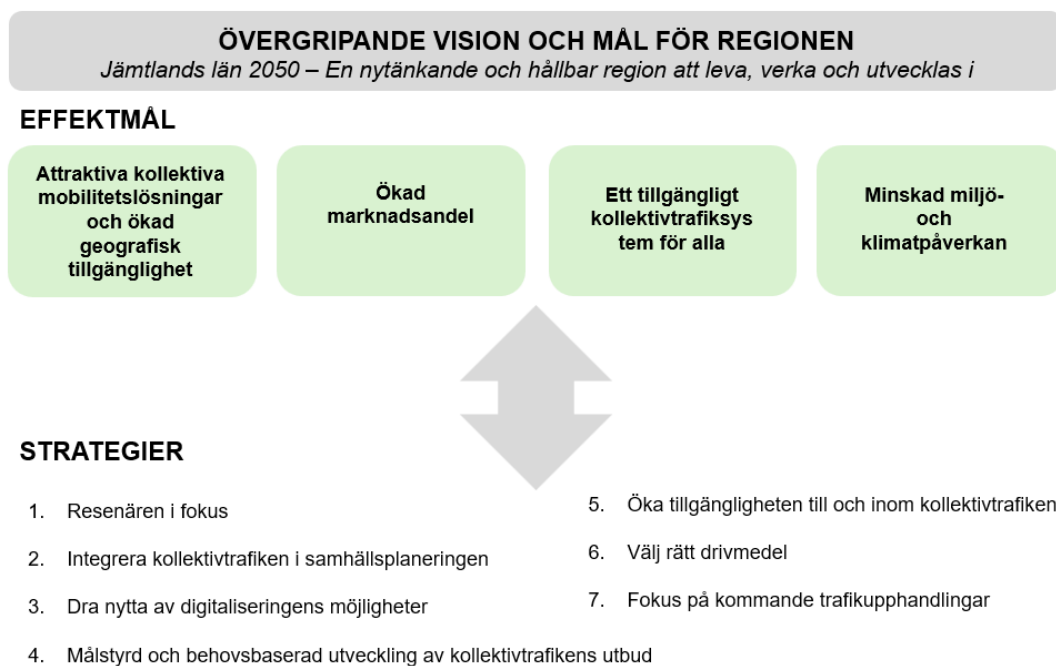 ÖVERGRIPANDE VISION OCH MÅL FÖR REGIONEN
Jämtlands län 2050 – En nytänkande och hållbar region att leva, verka och utvecklas i
EFFEKTMÅL
Attraktiva kollektiva
mobilitetslösningar
och ökad
geografisk
tillgänglighet
Ökad
marknadsandel
Ett tillgängligt
kollektivtrafiksys
tem för alla
Minskad miljö-
och
klimatpåverkan
STRATEGIER
1. Resenären i fokus
2. Integrera kollektivtrafiken i samhällsplaneringen
3. Dra nytta av digitaliseringens möjligheter
4. Målstyrd och behovsbaserad utveckling av kollektivtrafikens utbud
5. Öka tillgängligheten till och inom kollektivtrafiken
6. Välj rätt drivmedel
7. Fokus på kommande trafikupphandlingar